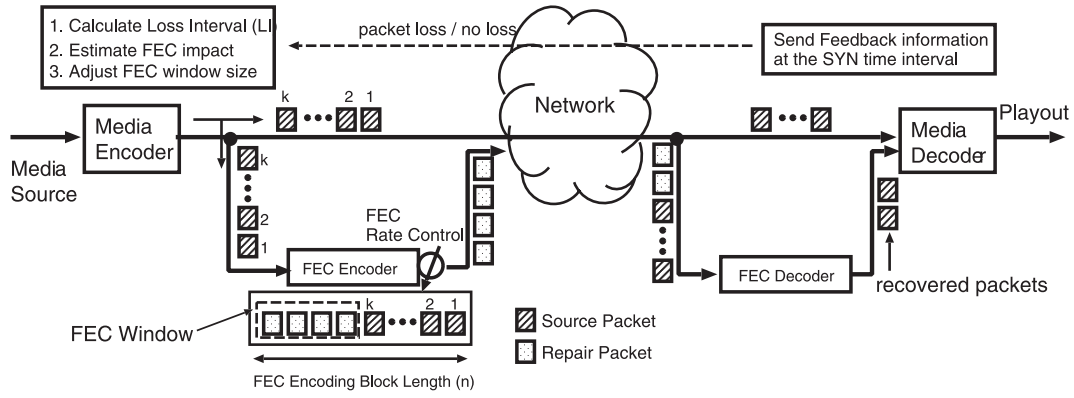 1. Calculate Loss Interval (LI)
2. Estimate FEC impact
3. Adjust FEC window size
packet loss / no loss
Send Feedback information
at the SYN time interval
Network
k 2 1
Media
Encoder
Media
Source
Media
Decoder
Playout
k
2
1
FEC
Rate Control
FEC Encoder
FEC Decoder
recovered packets
k 2 1
FEC Window
Source Packet
Repair Packet
FEC Encoding Block Length (n)